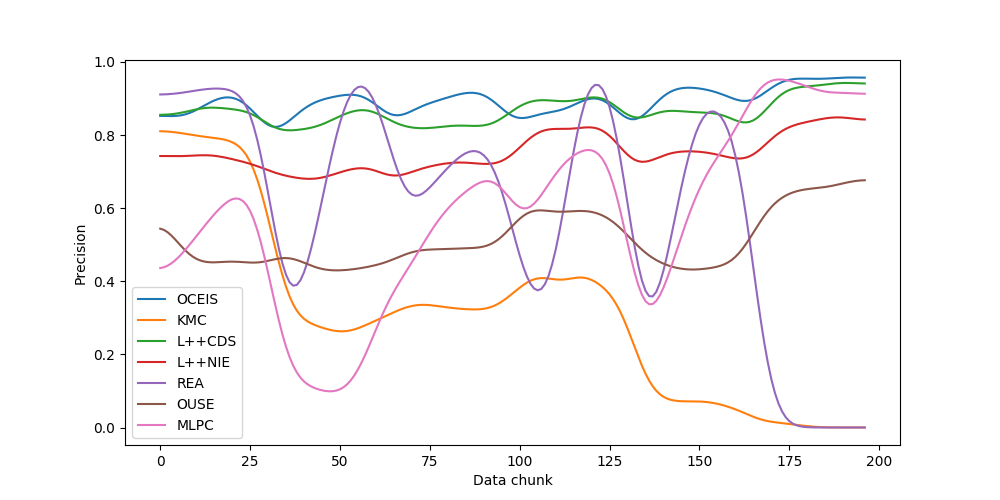 1.0
0.8
0.6
0.4
0.2
0.0
Precision
OCEIS
KMC
L++CDS
L++NIE
REA
OUSE
MLPC
0 25 50 75 100 125 150 175 200
Data chunk